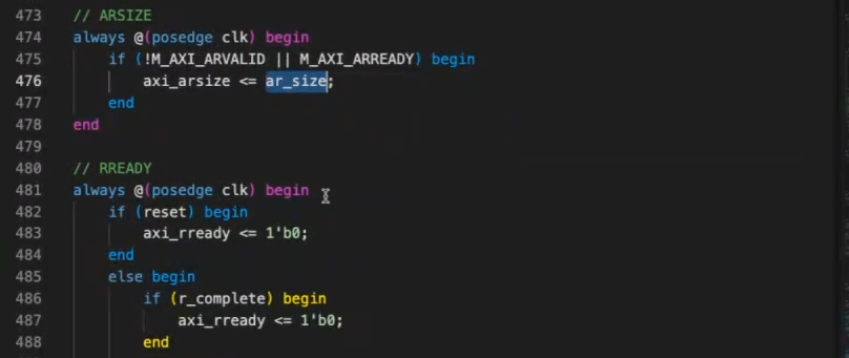 473 // ARSIZE
474 always @(posedge clk) begin
475 if (!M_AXI_ARVALID || M_AXI_ARREADY) begin
476 axi_arsize <= ar_size;
477 end
478 end
479
480 // RREADY
481 always @(posedge clk) begin
482 if (reset) begin
483 axi_rready <= 1'b0;
484 end
485 else begin
486 if (r_complete) begin
487 axi_rready <= 1'b0;
488 end